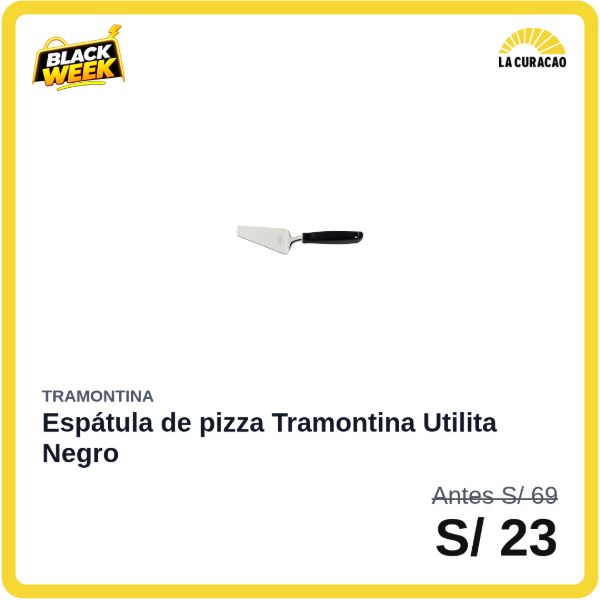 BLACK
WEEK
LA CURACAO
TRAMONTINA
Espátula de pizza Tramontina Utilita
Negro
Antes S/ 69
S/ 23